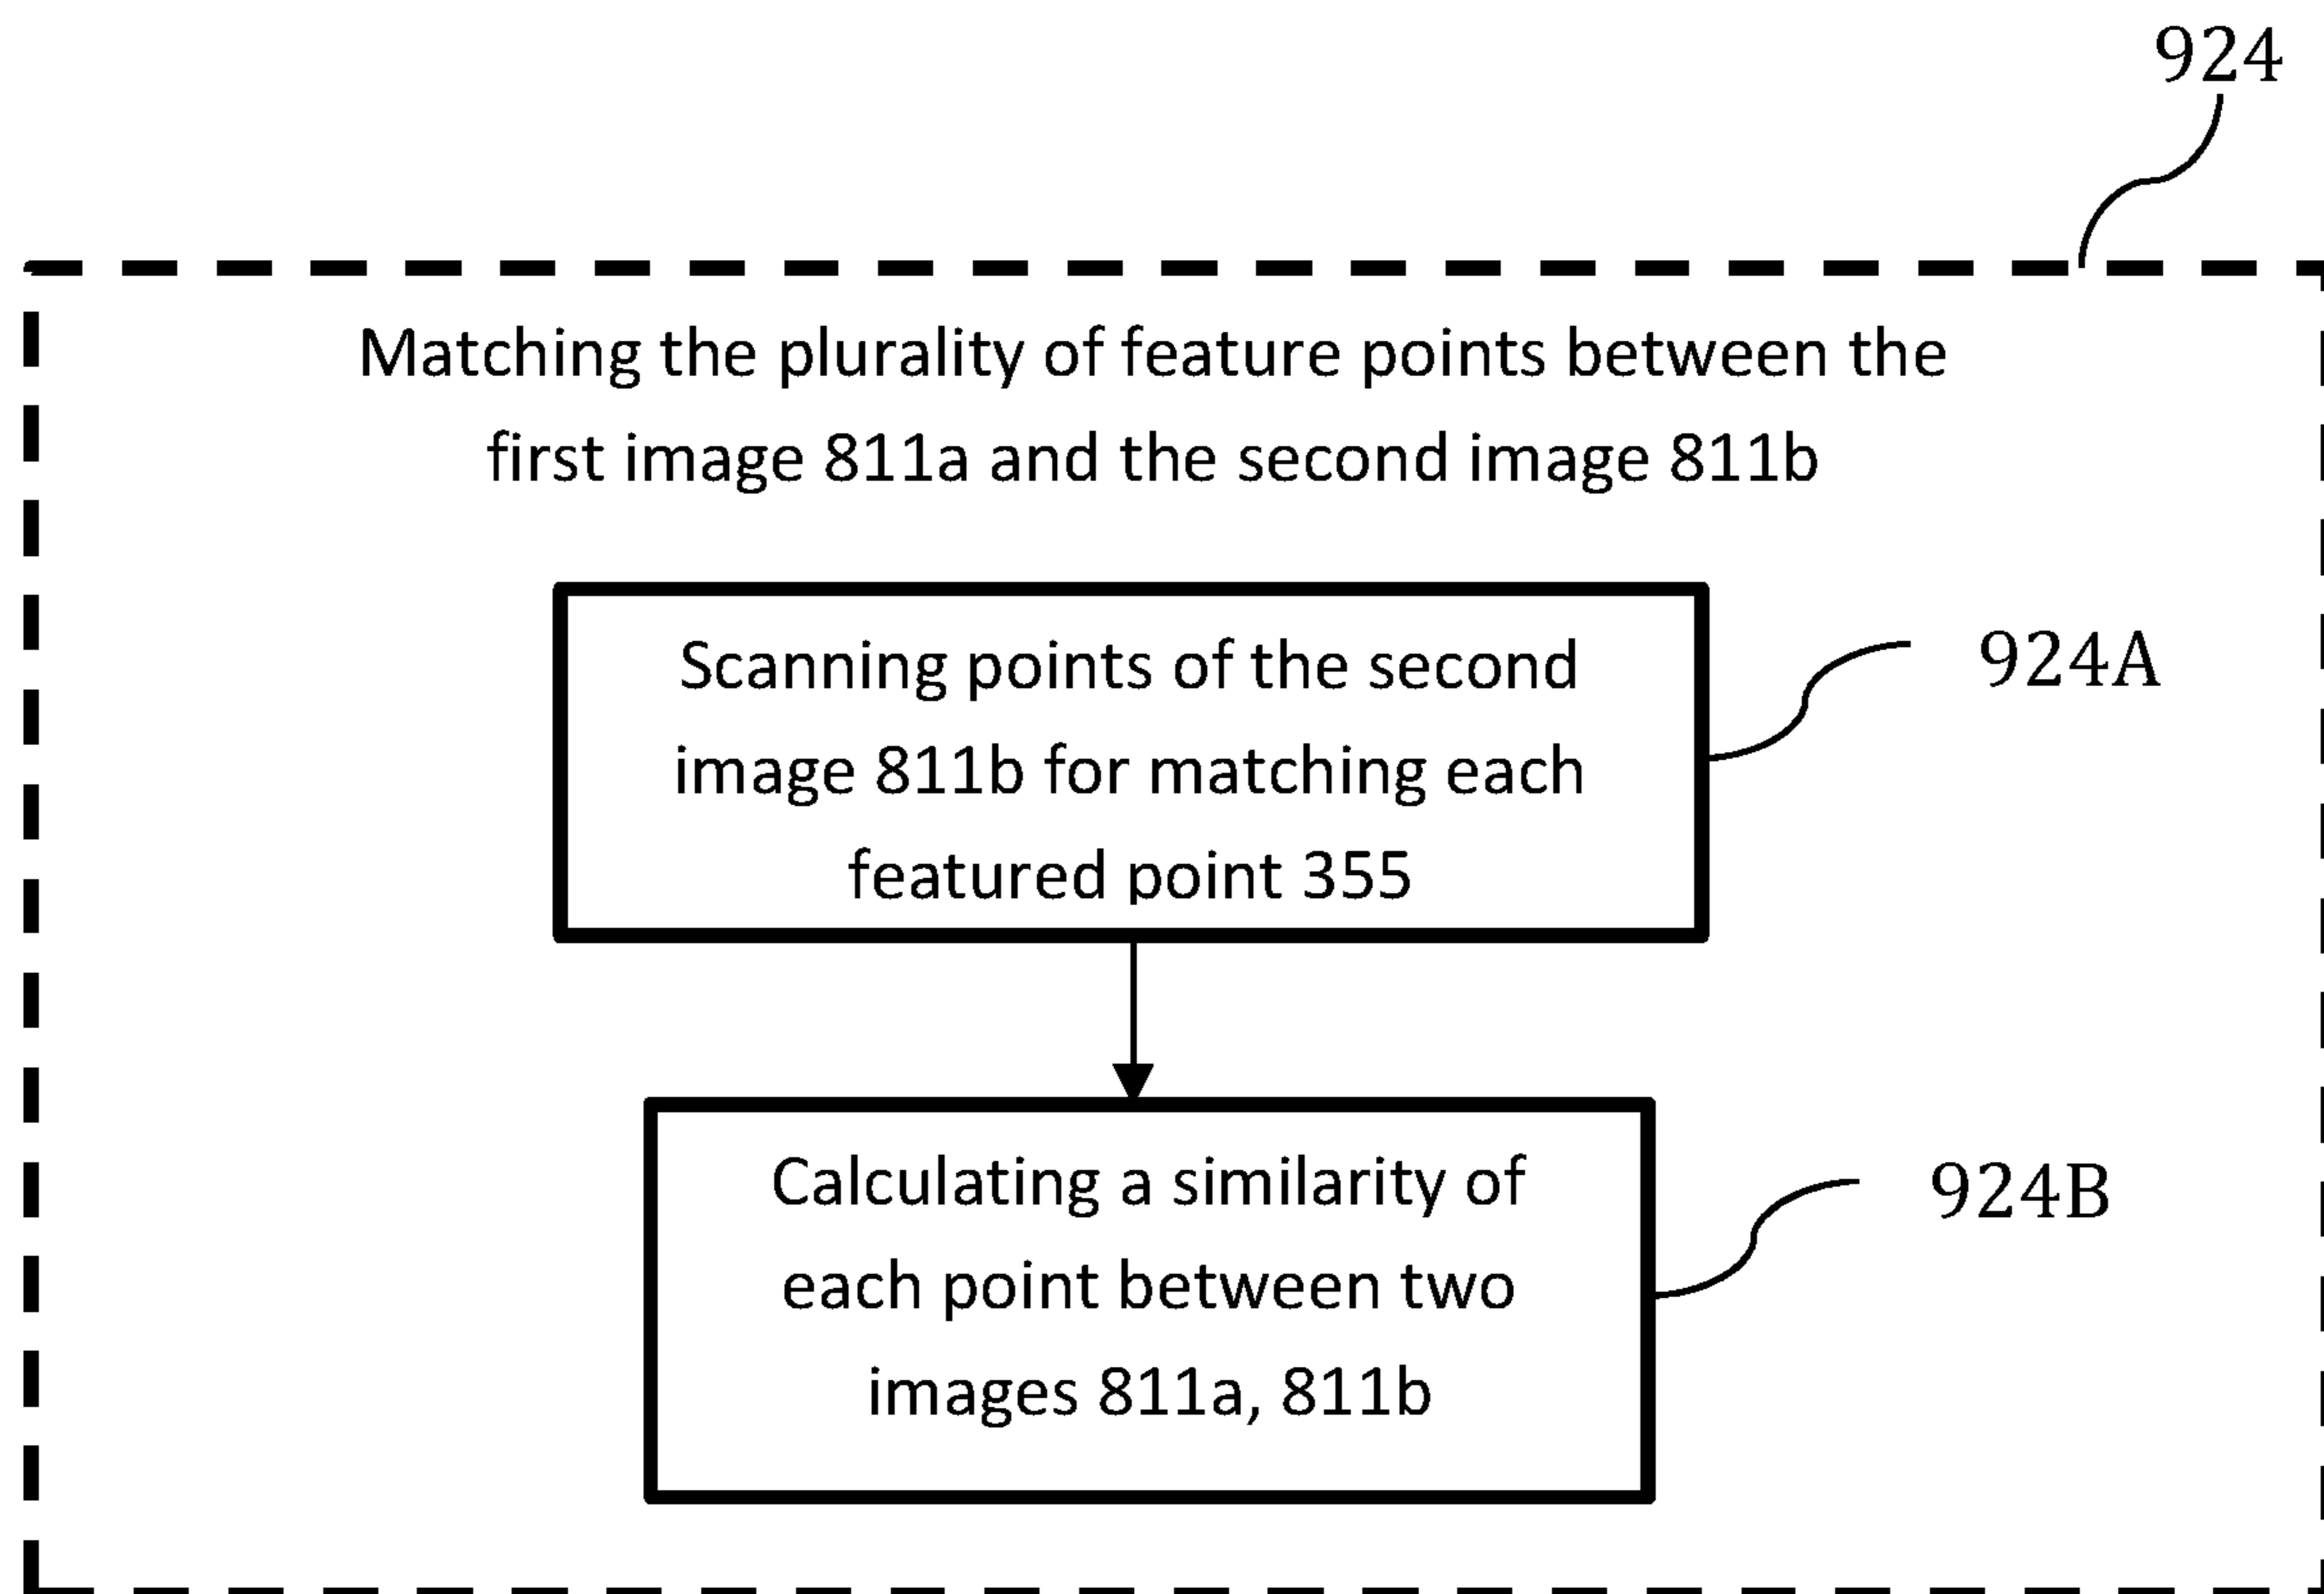 924
Matching the plurality of feature points between the
first image 811a and the second image 811b
Scanning points of the second
image 811b for matching each
featured point 355
924A
Calculating a similarity of
each point between two
images 811a, 811b
924B